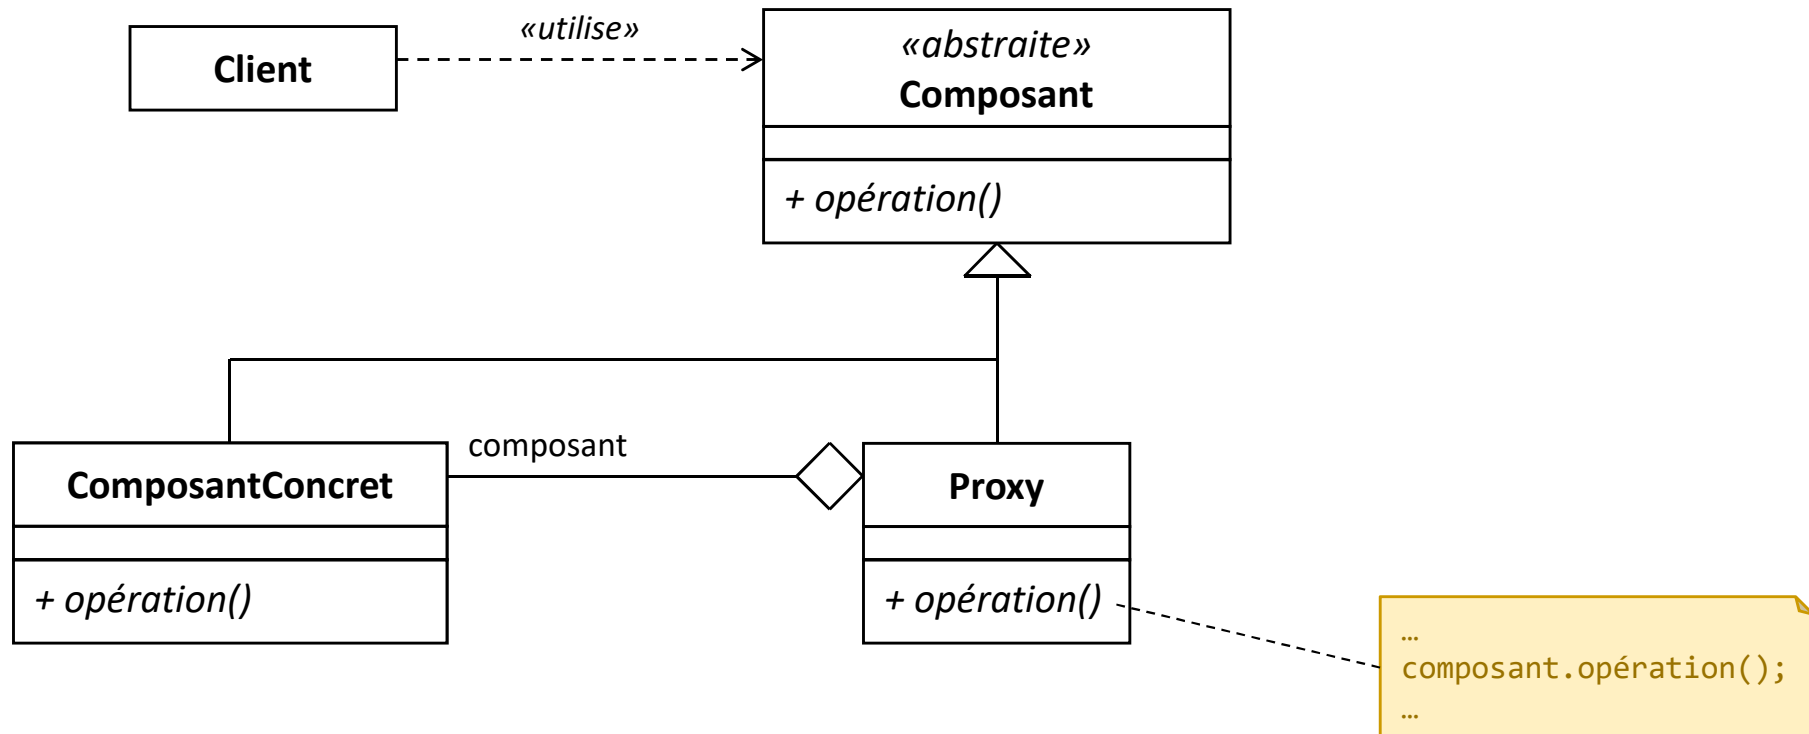 Client
«utilise»
«abstraite»
Composant
+ opération()
composant
ComposantConcret
+ opération()
Proxy
+ opération()
…
composant.opération();
…